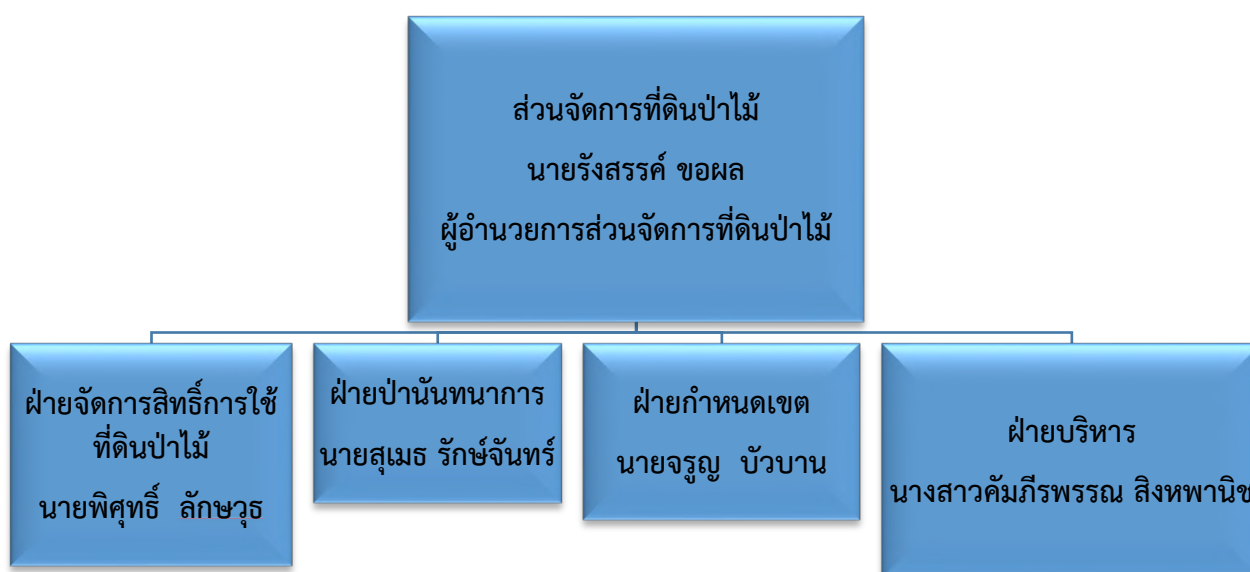 ส่วนจัดการที่ดินป่าไม้
นายรังสรรค์ ขอผล
ผู้อำนวยการส่วนจัดการที่ดินป่าไม้
ฝ่ายจัดการสิทธิ์การใช้
ที่ดินป่าไม้
นายพิศุทธิ์ ลักษวุธ
ฝ่ายป่านันทนาการ
นายสุเมธ รักษ์จันทร์
ฝ่ายกำหนดเขต
นายจรูญ บัวบาน
ฝ่ายบริหาร
นางสาวคัมภีรพรรณ สิงหพานิช